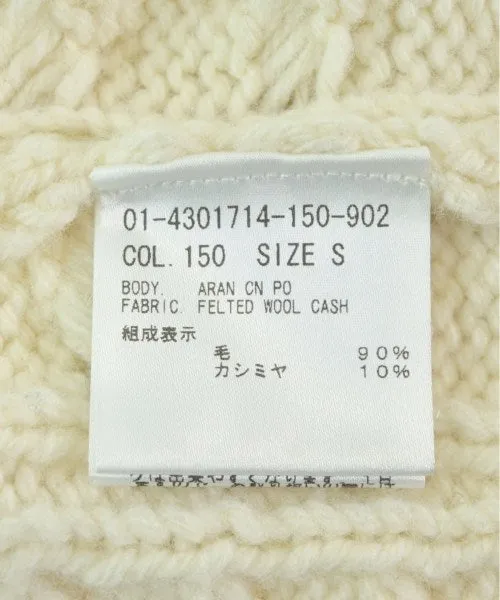 01-4301714-150-902
COL. 150 SIZE S
BODY. ARAN CN PO
FABRIC. FELTED WOOL CASH
組成表示
毛 90%
カシミヤ 10%